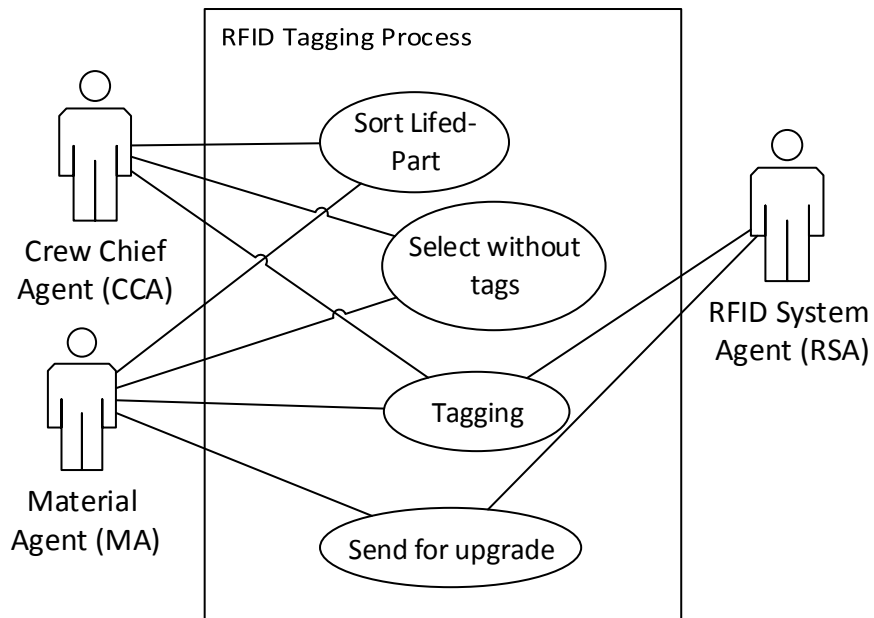 RFID Tagging Process
Sort Lifed-
Part
Crew Chief
Agent (CCA)
Select without
tags
RFID System
Agent (RSA)
Tagging
Material
Agent (MA)
Send for upgrade